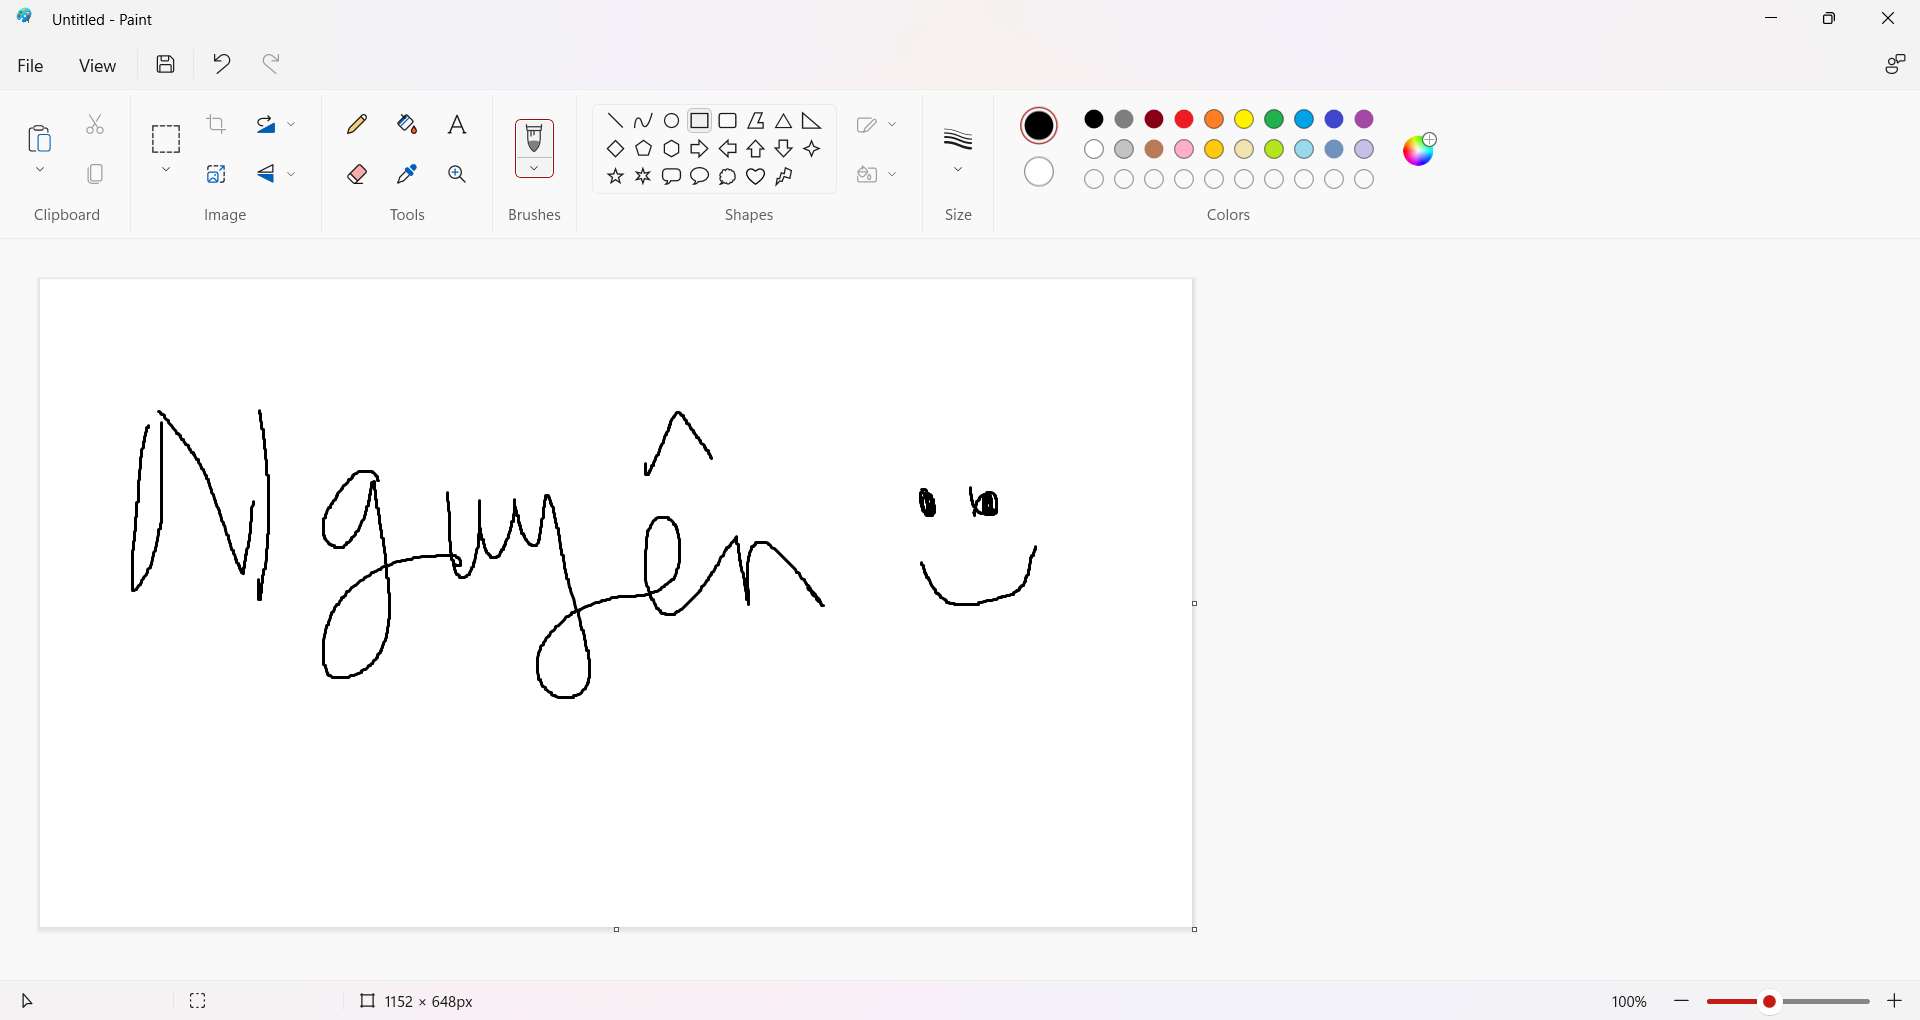 Untitled - Paint
File View
Clipboard Image Tools Brushes Shapes Size Colors
Nguyên
1152 × 648px 100%